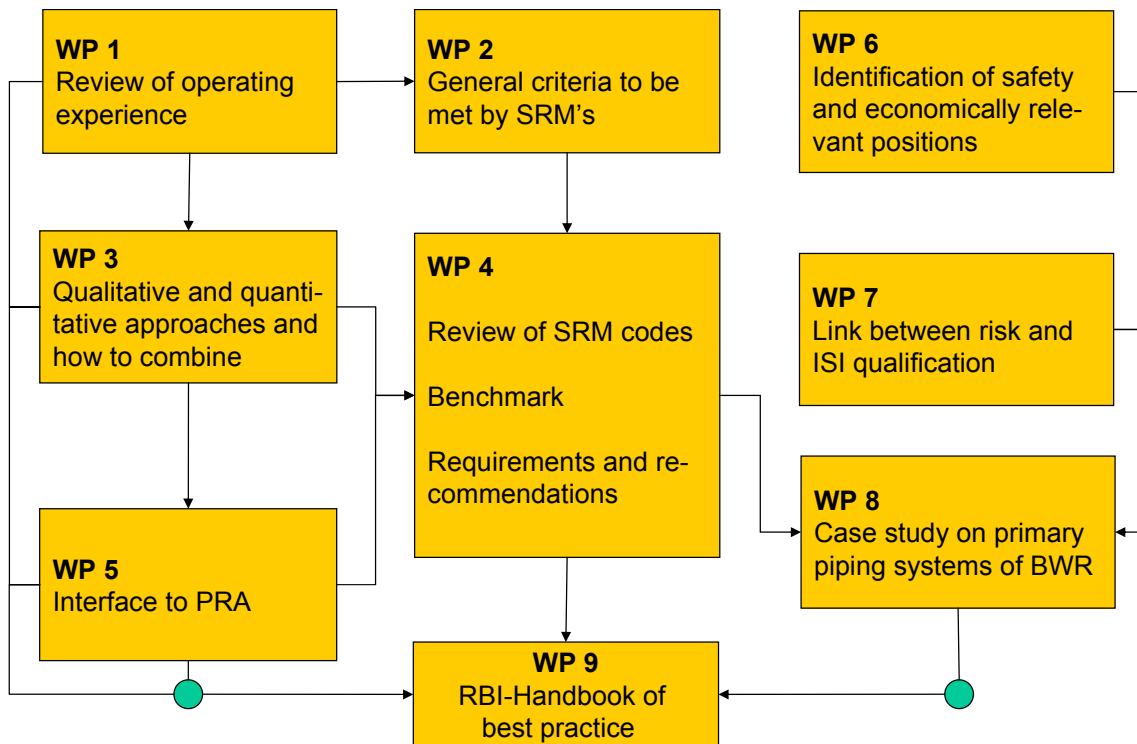 WP 1
Review of operating
experience
WP 2
General criteria to be
met by SRM's
WP 6
Identification of safety
and economically rele-
vant positions
WP 3
Qualitative and quanti-
tative approaches and
how to combine
WP 4
Review of SRM codes
Benchmark
Requirements and re-
commendations
WP 7
Link between risk and
ISI qualification
WP 5
Interface to PRA
WP 8
Case study on primary
piping systems of BWR
WP 9
RBI-Handbook of
best practice